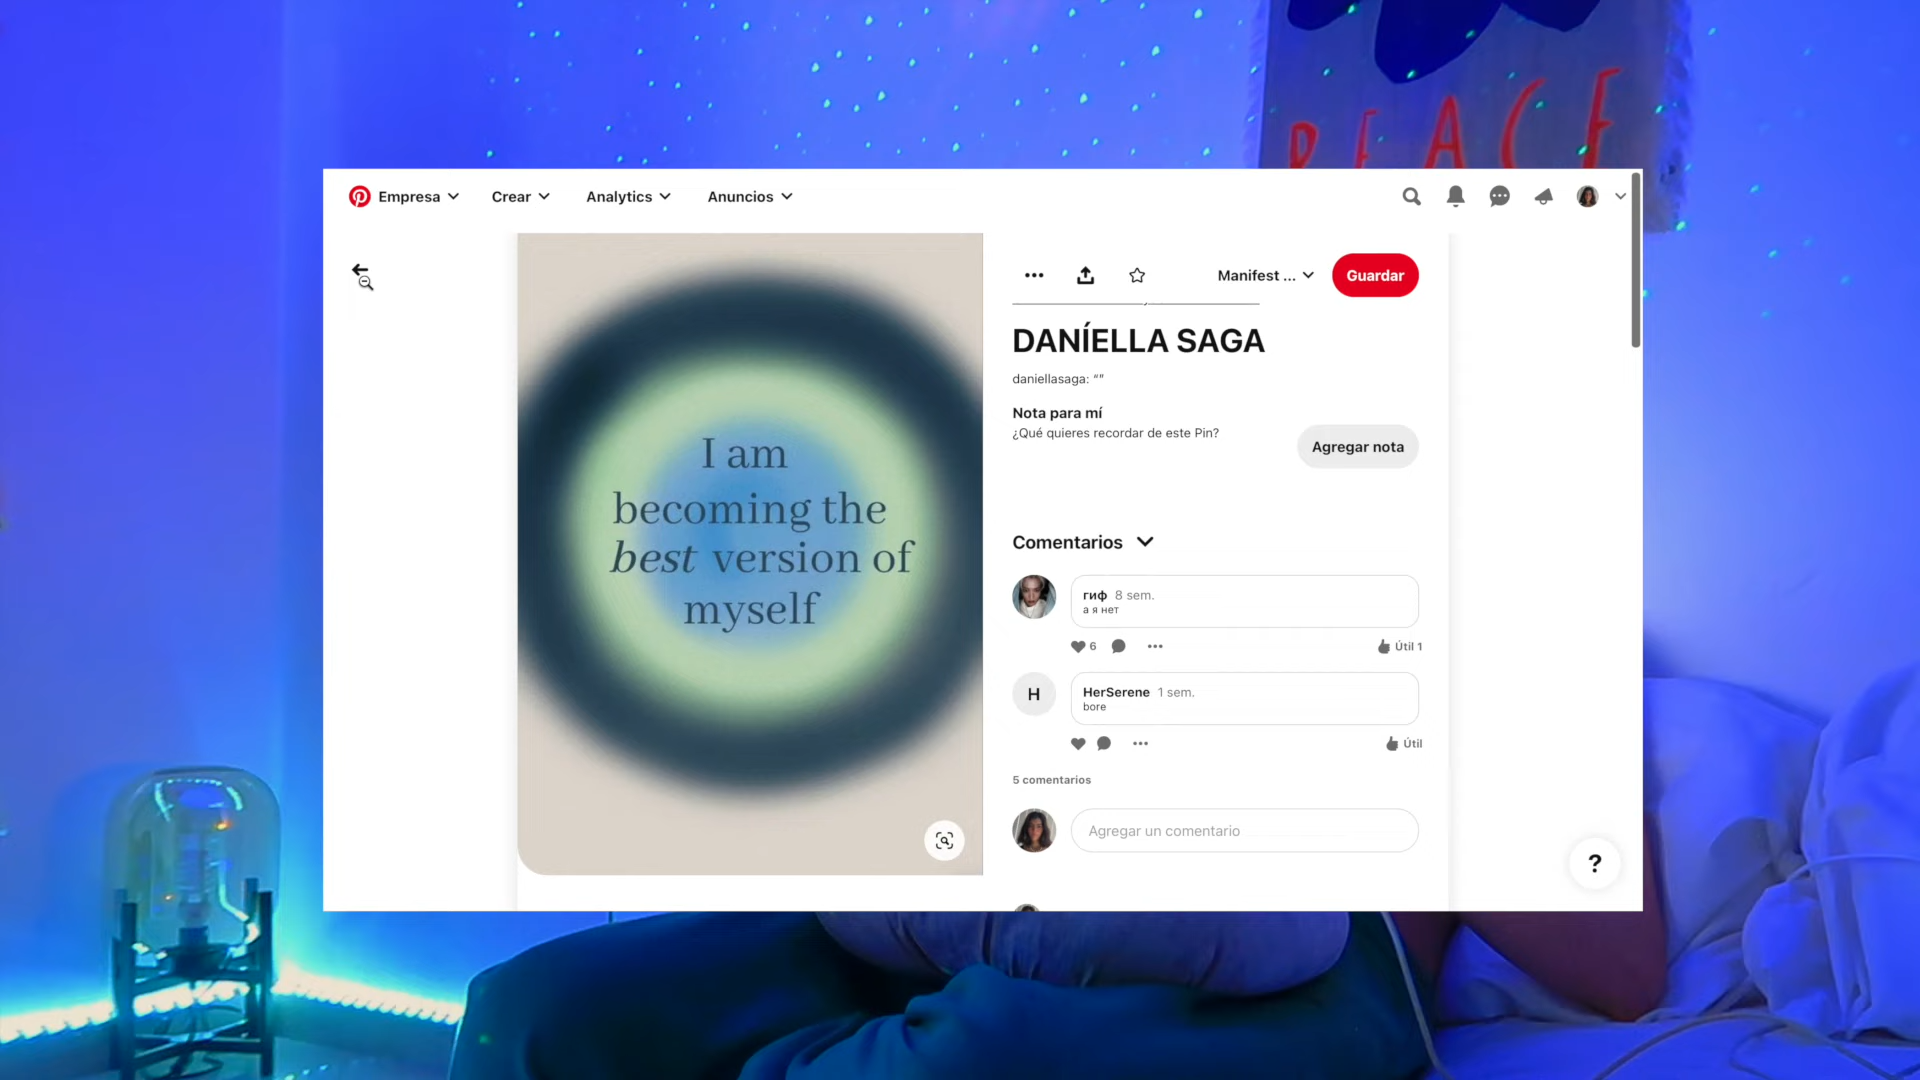 PEACE
Empresa
Crear
Analytics
Anuncios
Manifest ...
Guardar
DANÍELLA SAGA
daniellasaga: “”
Nota para mí
¿Qué quieres recordar de este Pin?
Agregar nota
I am
becoming the
best version of
myself
Comentarios
гиф 8 sem.
а я нет
6
Útil 1
H
HerSerene 1 sem.
bore
Útil
5 comentarios
Agregar un comentario
?